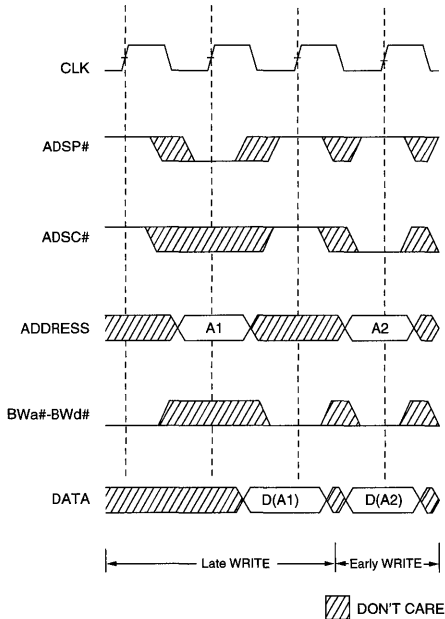 CLK
ADSP#
ADSC#
ADDRESS A1 A2
BWa#-BWd#
DATA D(A1) D(A2)
Late WRITE Early WRITE
DON'T CARE